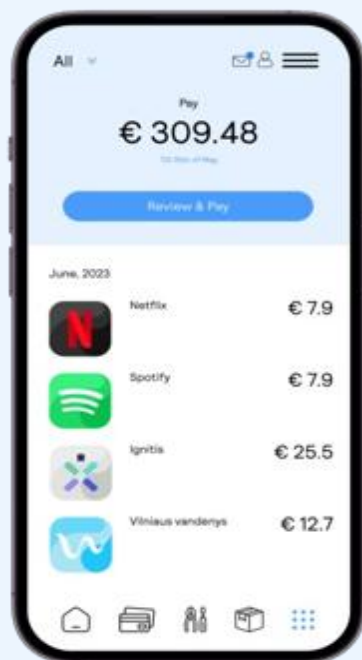 All
Pay
€ 309.48
Review & Pay
June, 2023
N
Netflix
€ 7.9
Spotify
€ 7.9
Ignitis
€ 25.5
Vilniaus vandenys
€ 12.7